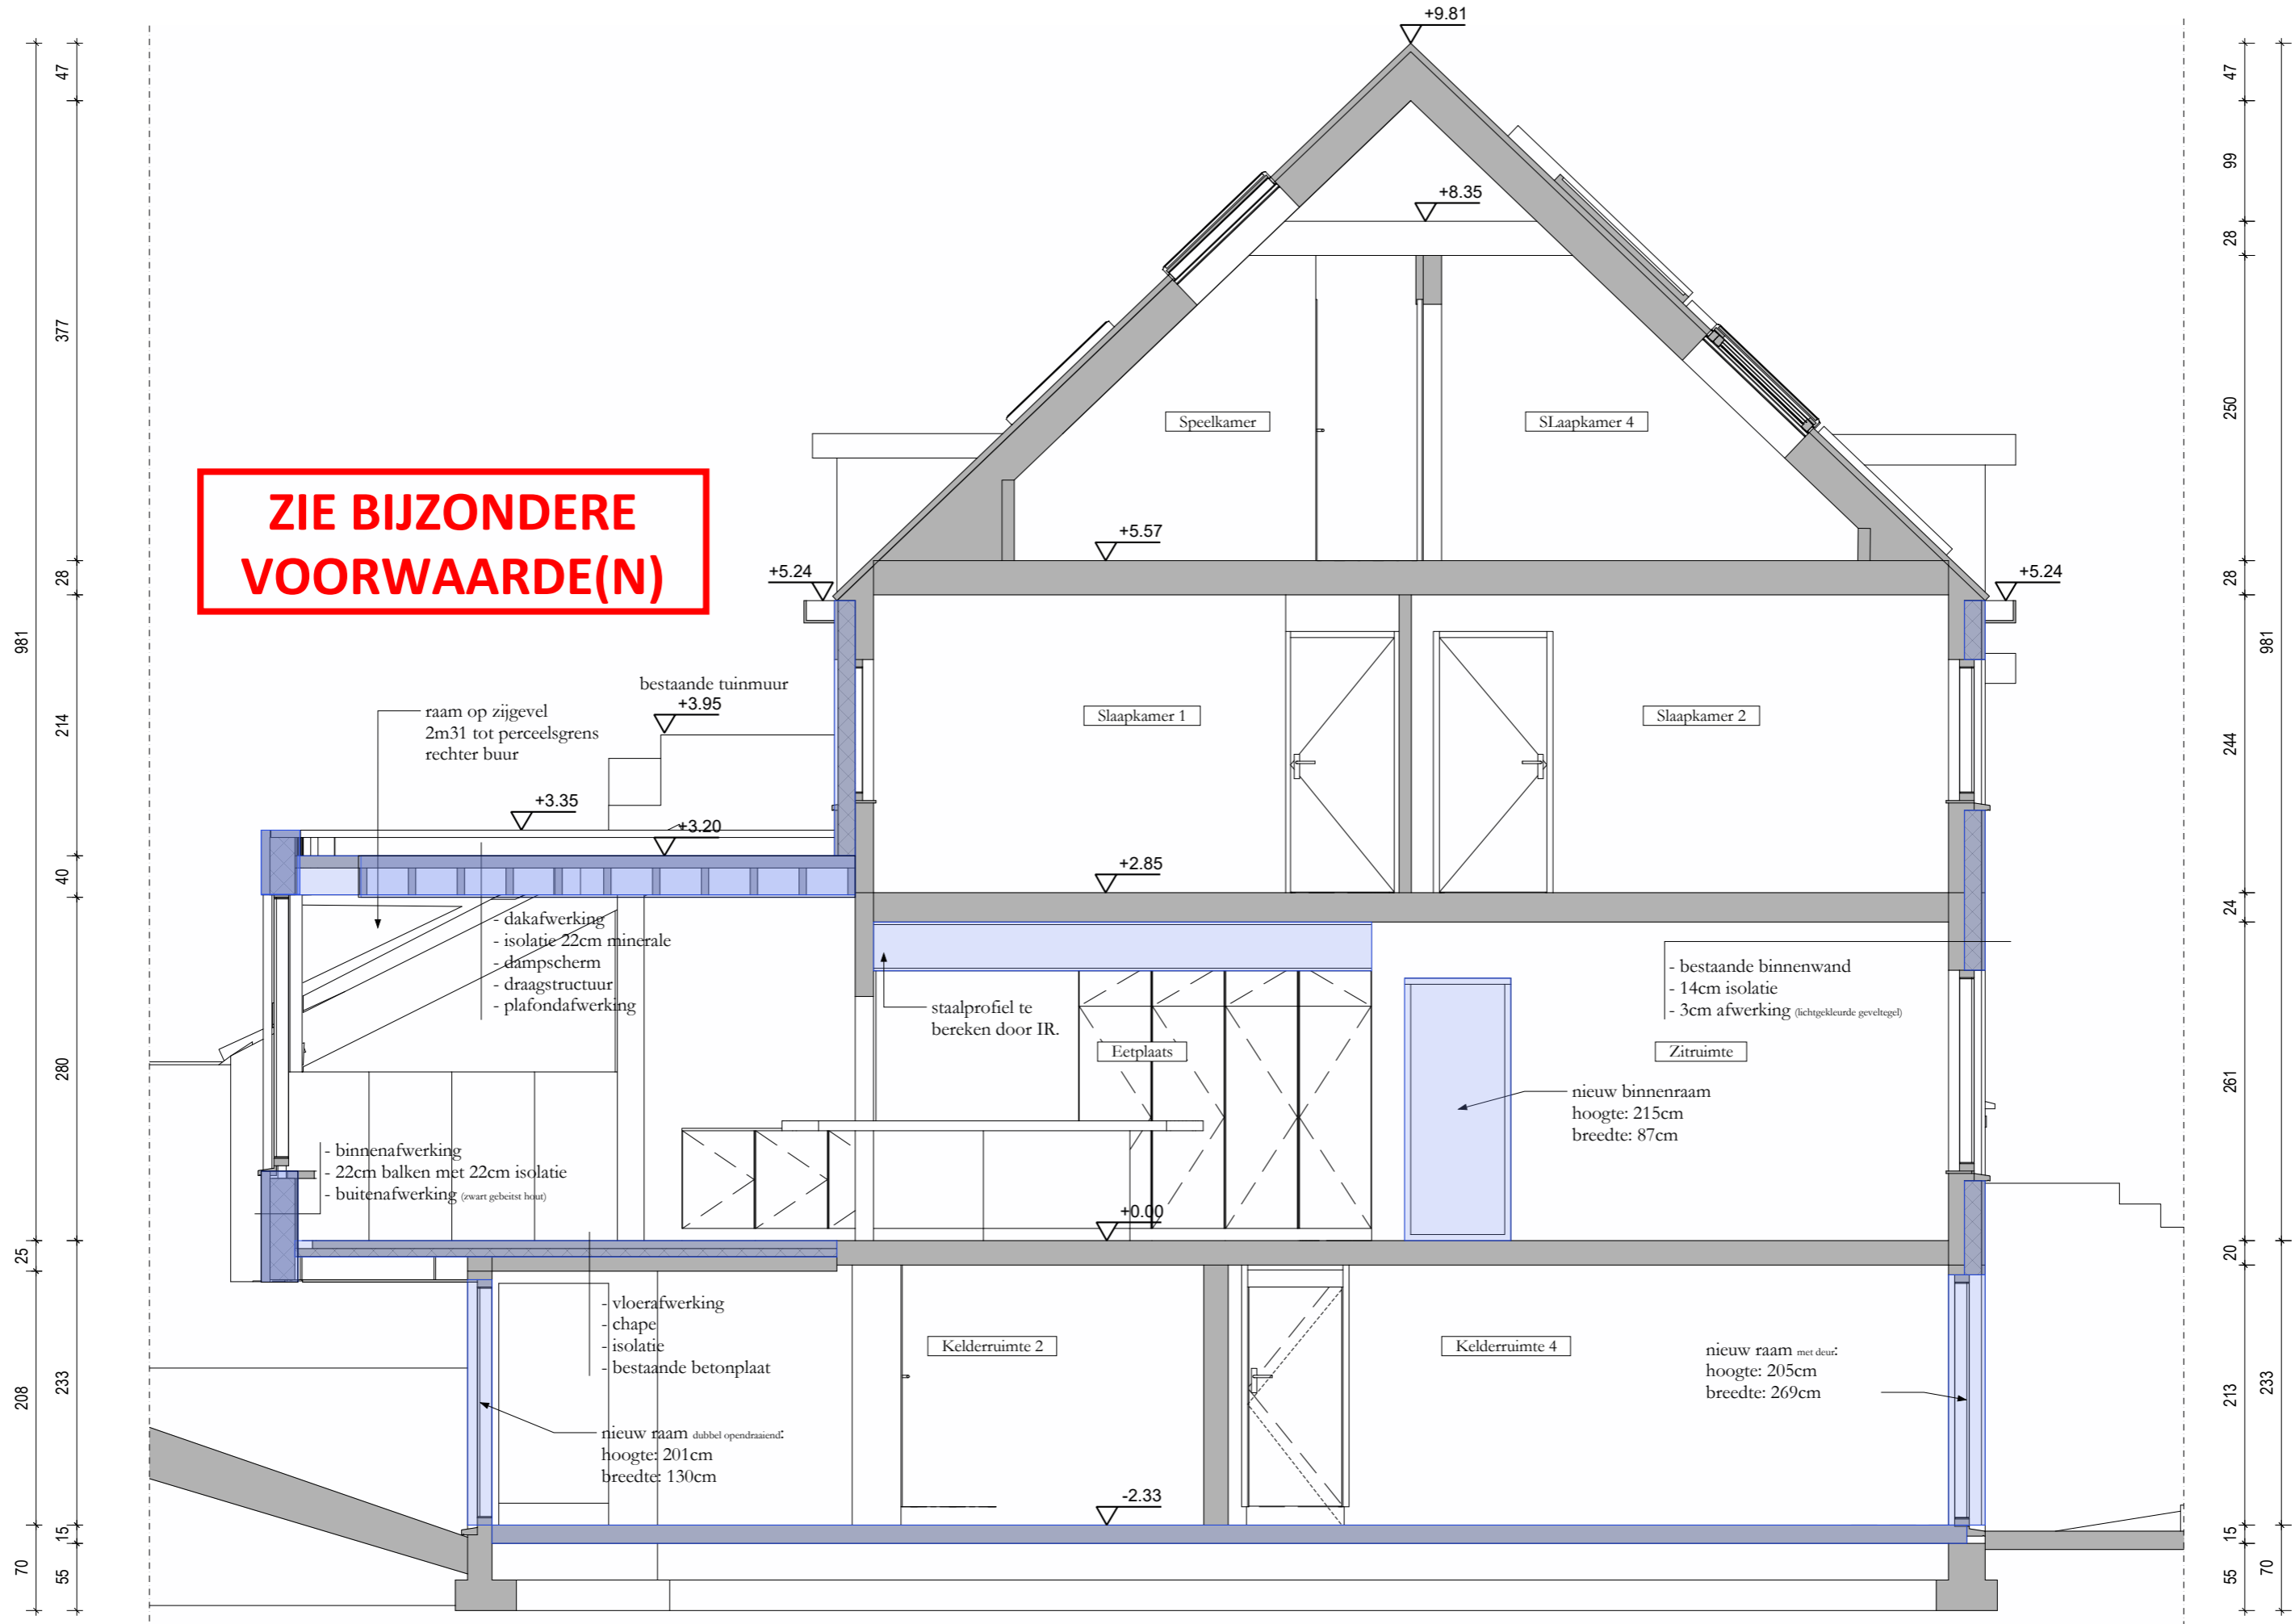 +9.81
+8.35
Speelkamer
SLaapkamer 4
ZIE BIJZONDERE
VOORWAARDE(N)
+5.57
+5.24
+5.24
bestaande tuinmuur
+3.95
raam op zijgevel
2m31 tot perceelsgrens
rechter buur
Slaapkamer 1
Slaapkamer 2
+3.35
+3.20
+2.85
- dakafwerking
- isolatie 22cm minerale
- dampscherm
- draagstructuur
- plafondafwerking
staalprofiel te
bereken door IR.
- bestaande binnenwand
- 14cm isolatie
- 3cm afwerking (lichtgekleurde geveltegel)
Eetplaats
Zitruimte
nieuw binnenraam
hoogte: 215cm
breedte: 87cm
- binnenafwerking
- 22cm balken met 22cm isolatie
- buitenafwerking (zwart gebeitst hout)
+0.00
- vloerafwerking
- chape
- isolatie
- bestaande betonplaat
Kelderruimte 2
Kelderruimte 4
nieuw raam met deur:
hoogte: 205cm
breedte: 269cm
nieuw raam dubbel opendraaiend:
hoogte: 201cm
breedte: 130cm
-2.33
981
25
208
70
47
377
28
214
40
280
233
15
55
47
99
28
250
28
244
24
261
20
213
15
55
981
233
70